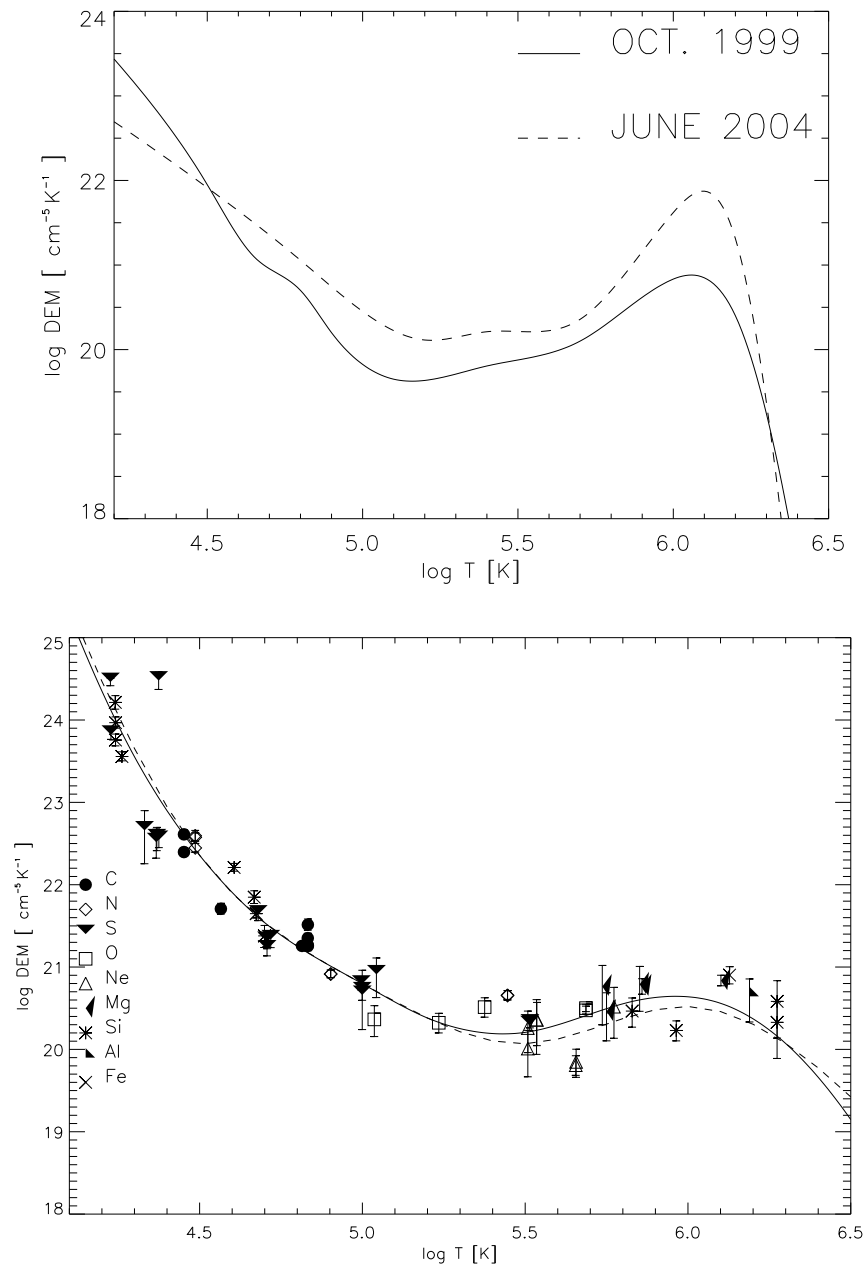 24
22
20
18
log DEM [ cm⁻⁵ K⁻¹ ]
OCT. 1999
JUNE 2004
4.5 5.0 5.5 6.0 6.5
log T [K]
25
24
23
22
21
20
19
18
log DEM [ cm⁻⁵ K⁻¹ ]
C
N
S
O
Ne
Mg
Si
Al
Fe
4.5 5.0 5.5 6.0 6.5
log T [K]